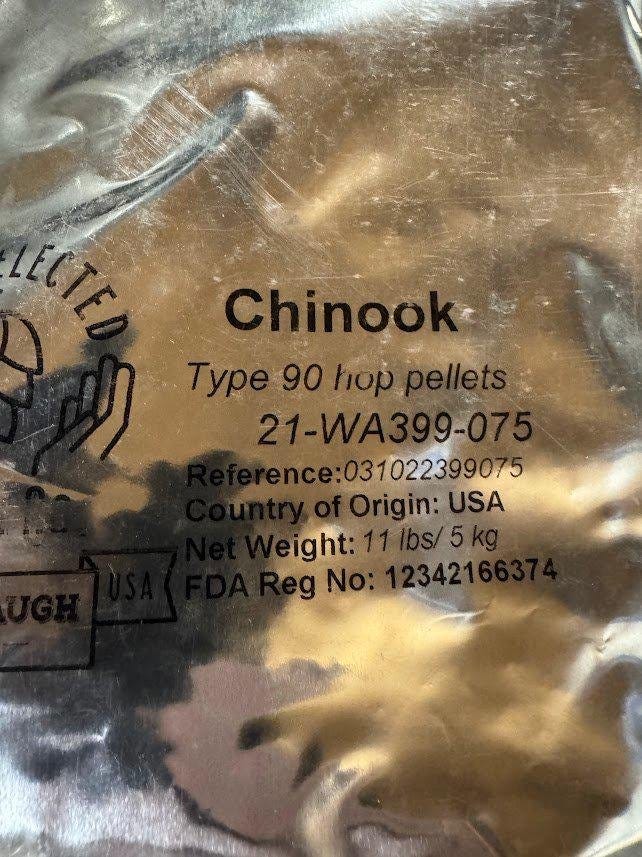 ELECTED
Chinook
Type 90 hop pellets
21-WA399-075
Reference:031022399075
Country of Origin: USA
Net Weight: 11 lbs/ 5 kg
FDA Reg No: 12342166374
USA
AUGH